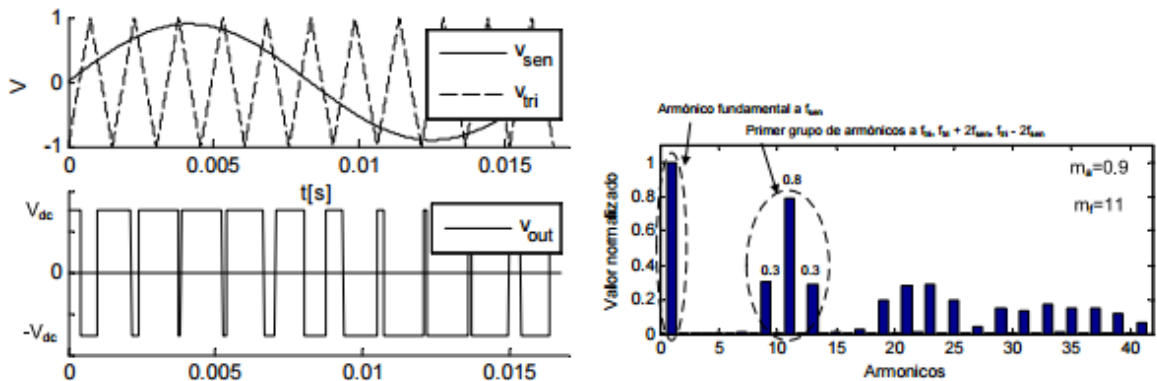 1
0
-1
V
V_sen
V_tri
0 0.005 0.01 0.015
t[s]
V_dc
0
-V_dc
V_out
0 0.005 0.01 0.015
Armónico fundamental a f_sen
Primer grupo de armónicos a f_tri, f_tri + 2f_sen, f_tri - 2f_sen
Valor normalizado
1
0.8
0.6
0.4
0.2
0
m_a=0.9
m_f=11
0.8
0.3 0.3
0 5 10 15 20 25 30 35 40
Armonicos